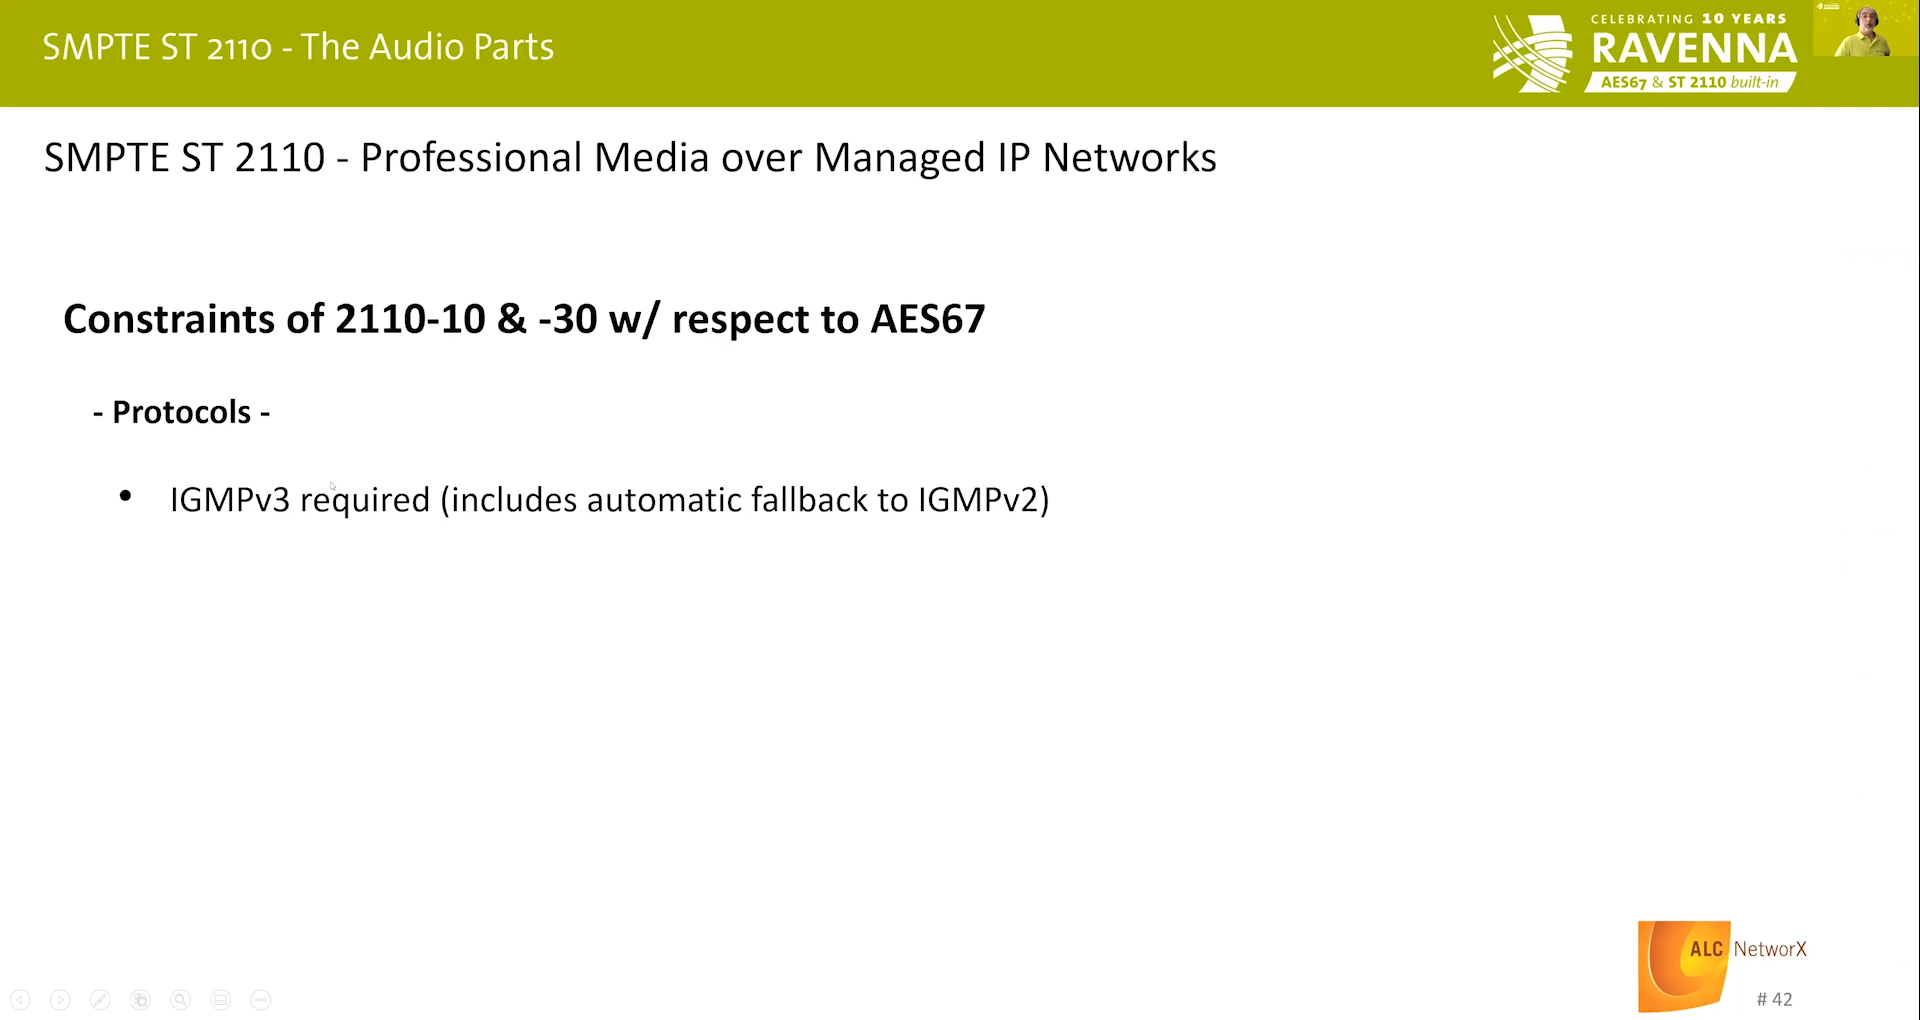 SMPTE ST 2110 - The Audio Parts
CELEBRATING 10 YEARS
RAVENNA
AES67 & ST 2110 built-in
SMPTE ST 2110 - Professional Media over Managed IP Networks
Constraints of 2110-10 & -30 w/ respect to AES67
- Protocols -
• IGMPv3 required (includes automatic fallback to IGMPv2)
ALC NetworX
# 42